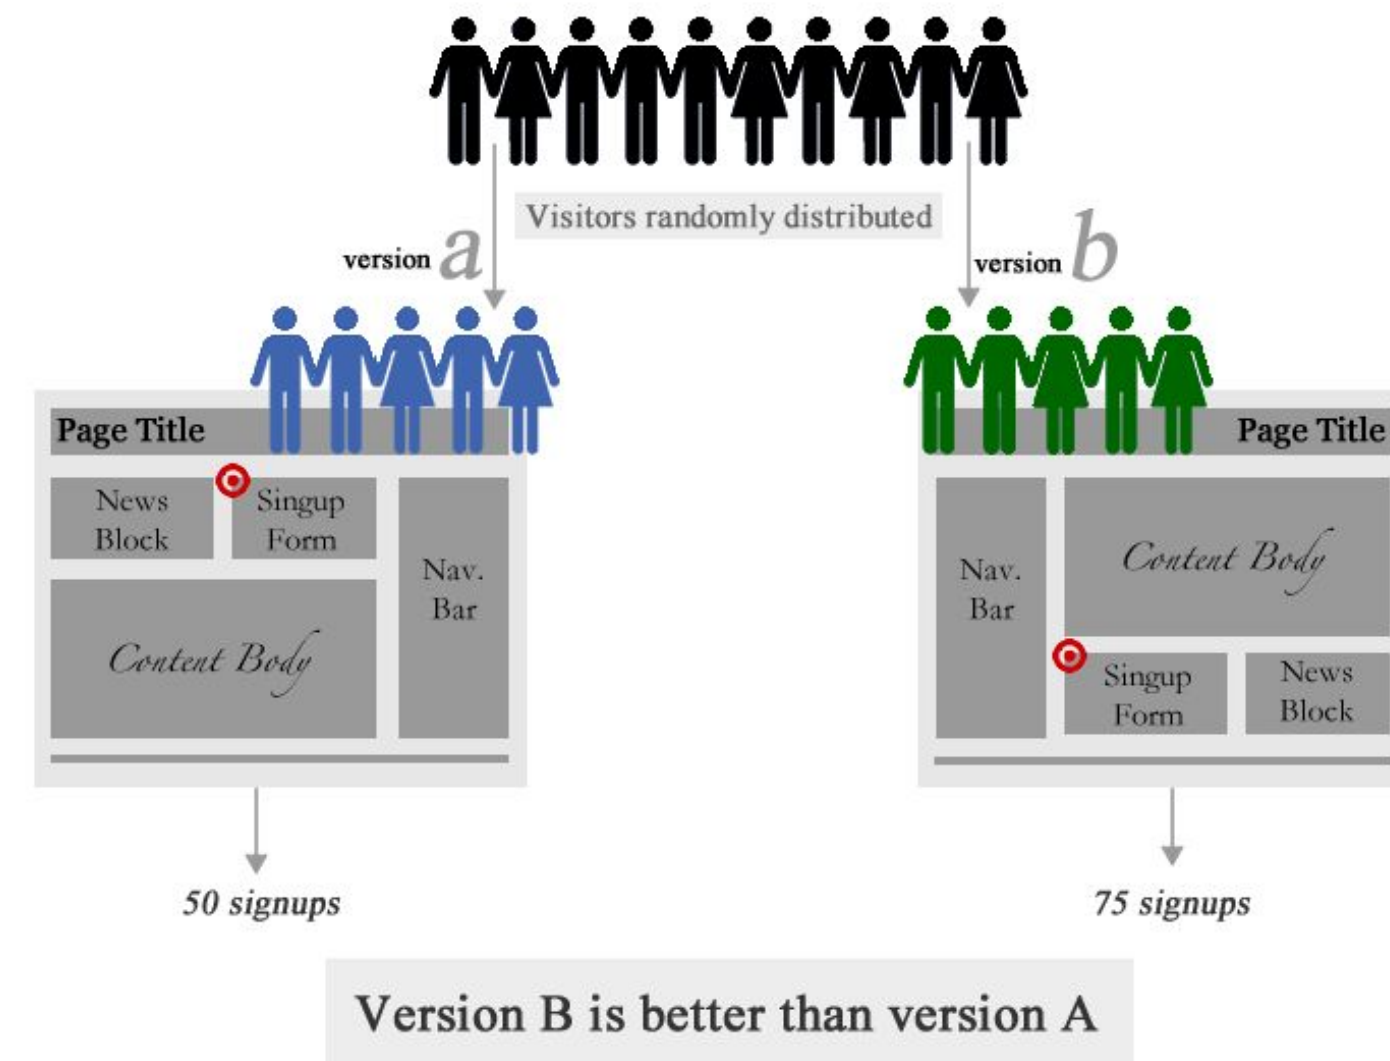 Visitors randomly distributed
version a
version b
Page Title
News
Block
Singup
Form
Nav.
Bar
Content Body
Page Title
Nav.
Bar
Content Body
Singup
Form
News
Block
50 signups
75 signups
Version B is better than version A